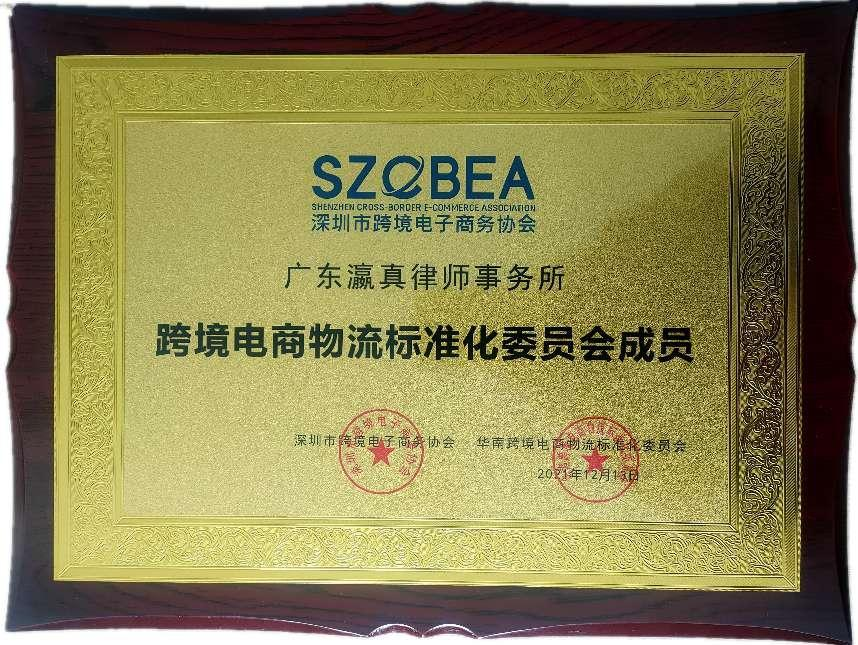 SZCBEA
SHENZHEN CROSS-BORDER E-COMMERCE ASSOCIATION
深圳市跨境电子商务协会
广东瀛真律师事务所
跨境电商物流标准化委员会成员
深圳市跨境电子商务协会 华南跨境电商物流标准化委员会
2021年12月13日